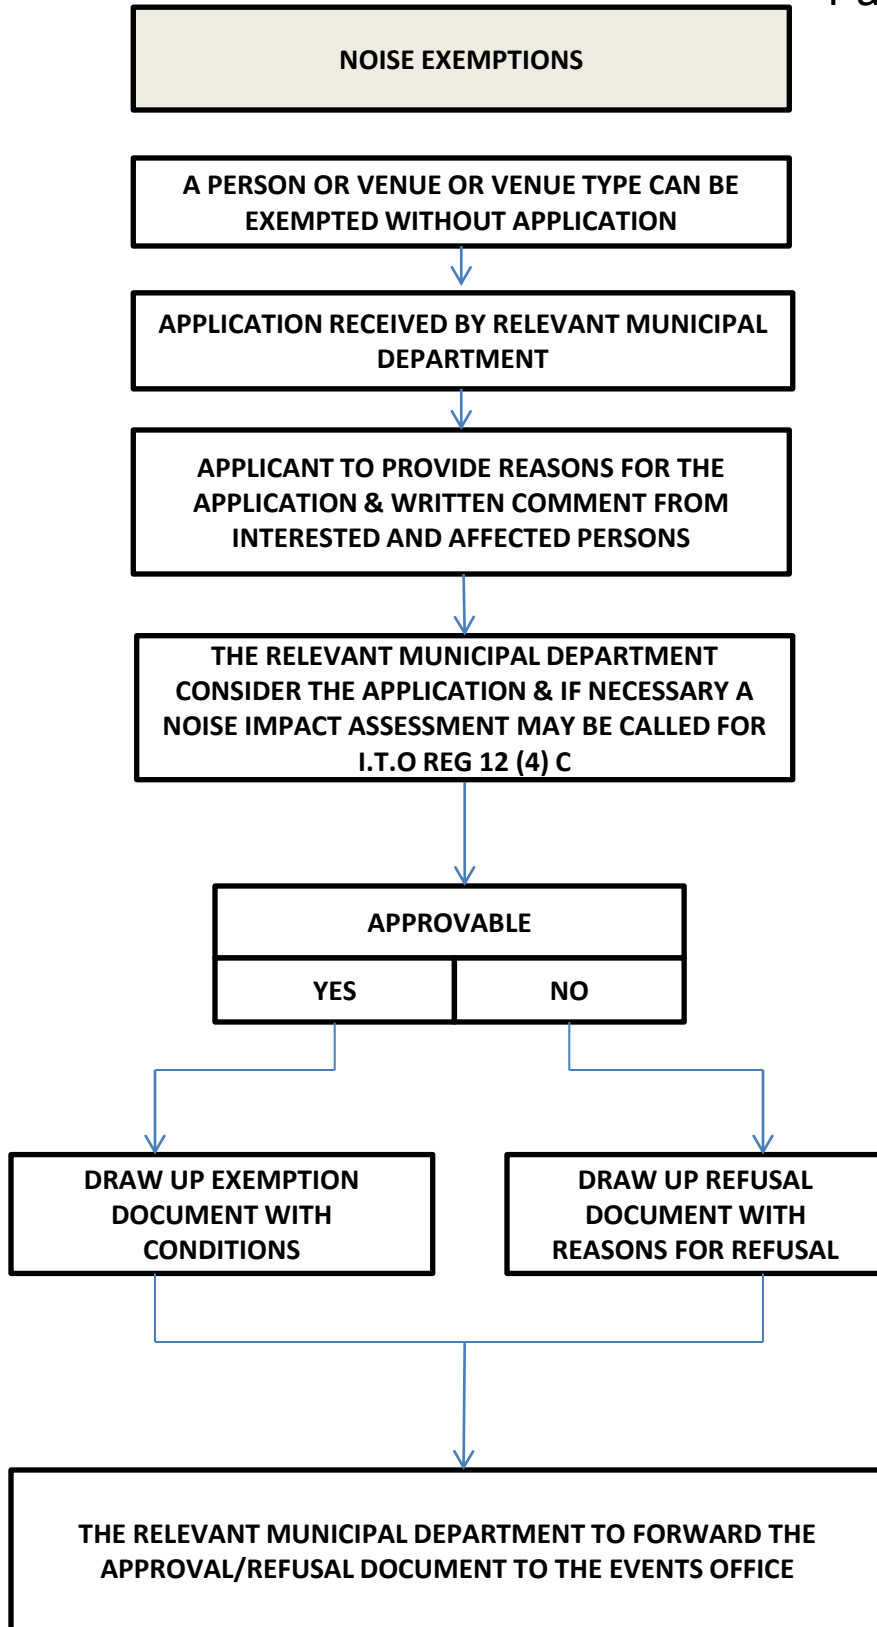 NOISE EXEMPTIONS
A PERSON OR VENUE OR VENUE TYPE CAN BE
EXEMPTED WITHOUT APPLICATION
APPLICATION RECEIVED BY RELEVANT MUNICIPAL
DEPARTMENT
APPLICANT TO PROVIDE REASONS FOR THE
APPLICATION & WRITTEN COMMENT FROM
INTERESTED AND AFFECTED PERSONS
THE RELEVANT MUNICIPAL DEPARTMENT
CONSIDER THE APPLICATION & IF NECESSARY A
NOISE IMPACT ASSESSMENT MAY BE CALLED FOR
I.T.O REG 12 (4) C
APPROVABLE
YES NO
DRAW UP EXEMPTION
DOCUMENT WITH
CONDITIONS
DRAW UP REFUSAL
DOCUMENT WITH
REASONS FOR REFUSAL
THE RELEVANT MUNICIPAL DEPARTMENT TO FORWARD THE
APPROVAL/REFUSAL DOCUMENT TO THE EVENTS OFFICE